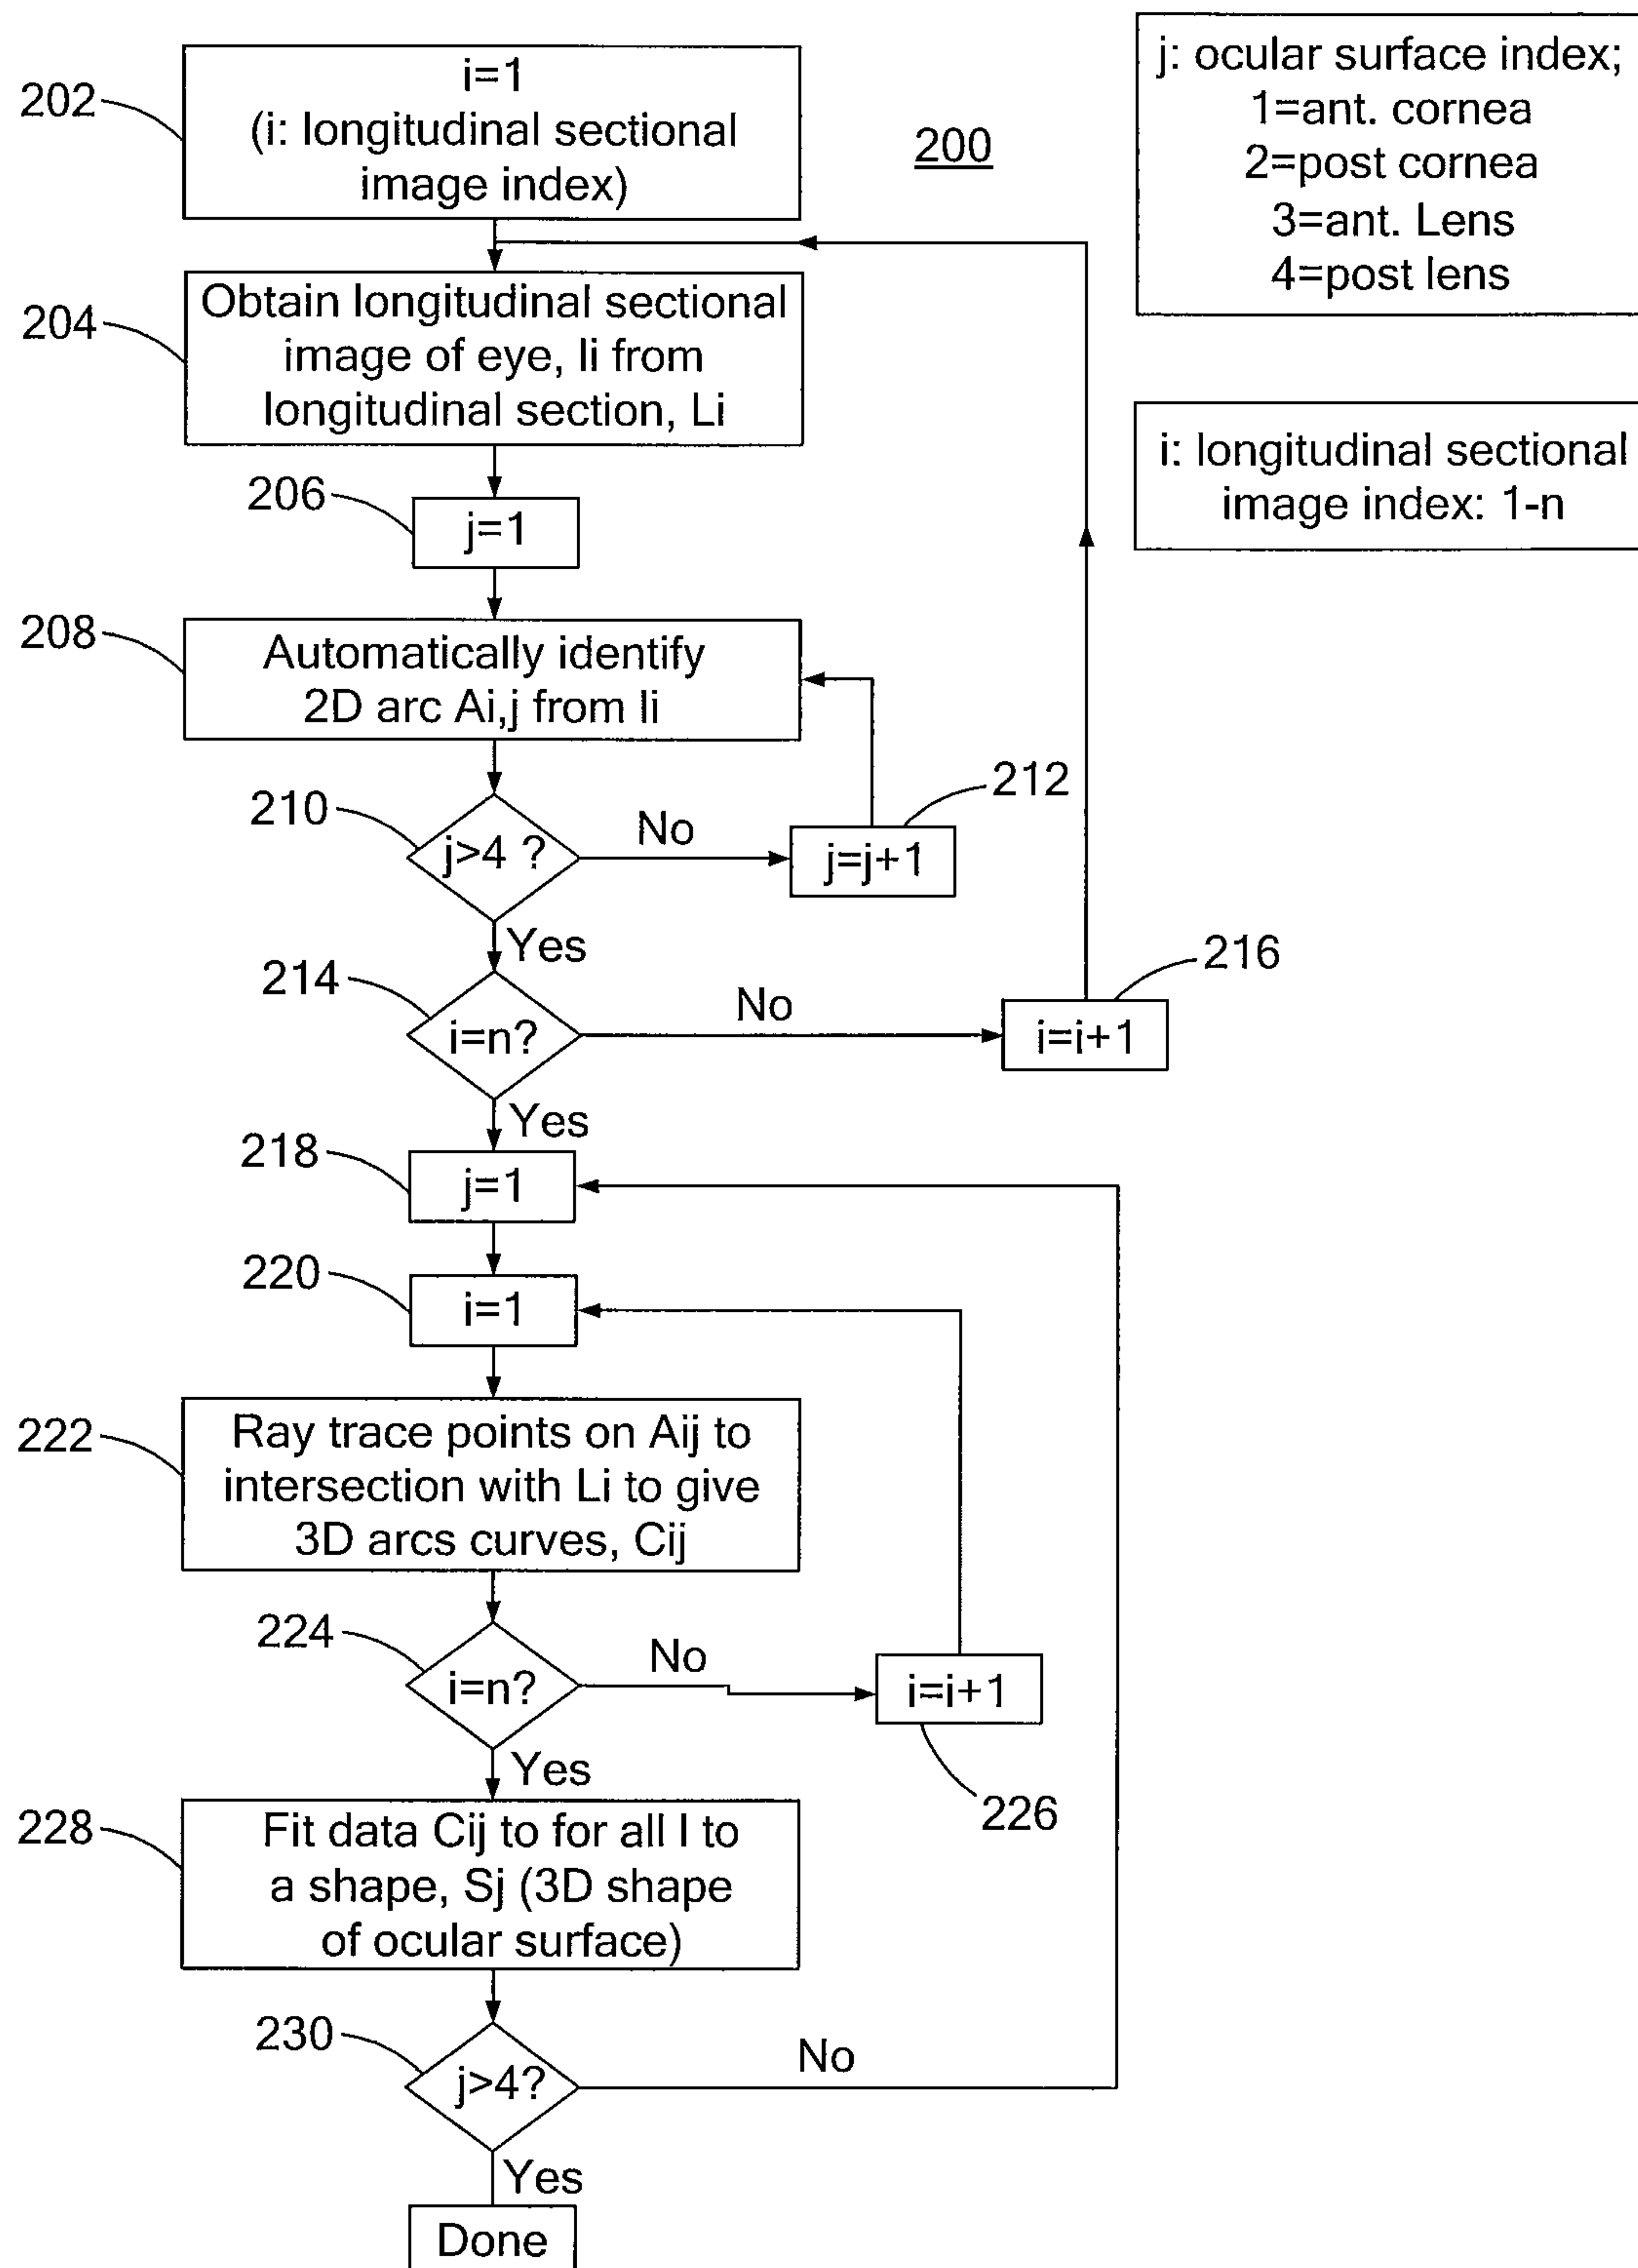 i=1
(i: longitudinal sectional
image index)
202
200
j: ocular surface index;
1=ant. cornea
2=post cornea
3=ant. Lens
4=post lens
i: longitudinal sectional
image index: 1-n
204
Obtain longitudinal sectional
image of eye, Ii from
longitudinal section, Li
206
j=1
208
Automatically identify
2D arc Ai,j from Ii
210
j>4 ?
No
212
j=j+1
Yes
214
i=n?
No
216
i=i+1
Yes
218
j=1
220
i=1
222
Ray trace points on Aij to
intersection with Li to give
3D arcs curves, Cij
224
i=n?
No
i=i+1
226
Yes
228
Fit data Cij to for all I to
a shape, Sj (3D shape
of ocular surface)
230
j>4?
No
Yes
Done